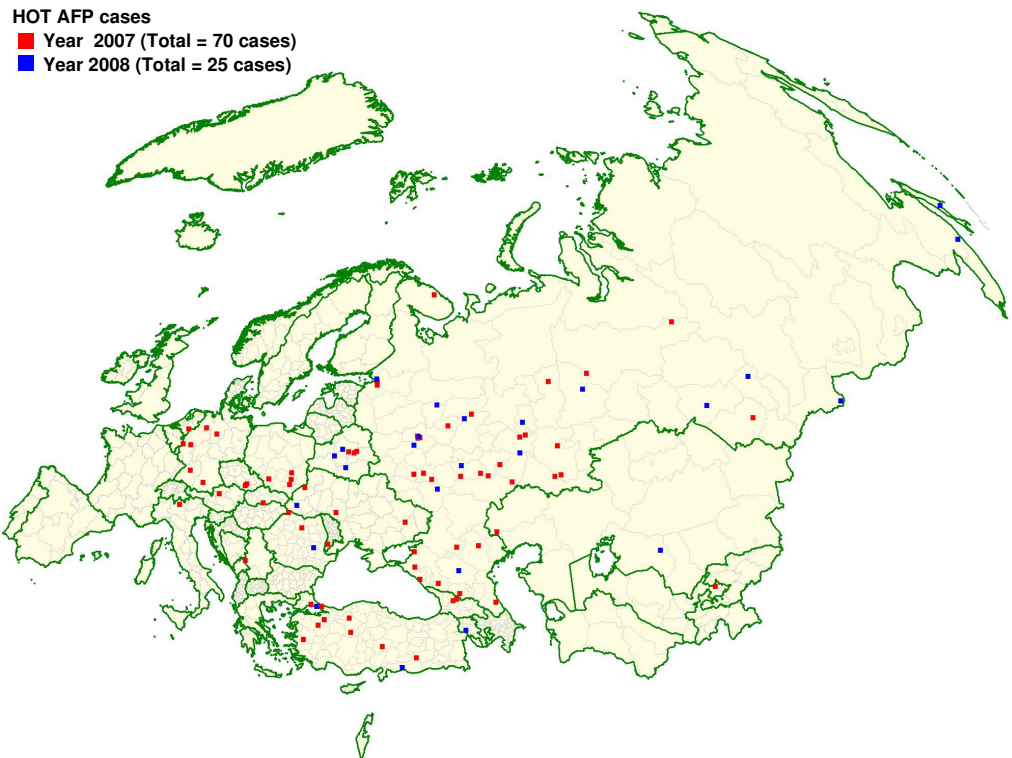 HOT AFP cases
Year 2007 (Total = 70 cases)
Year 2008 (Total = 25 cases)